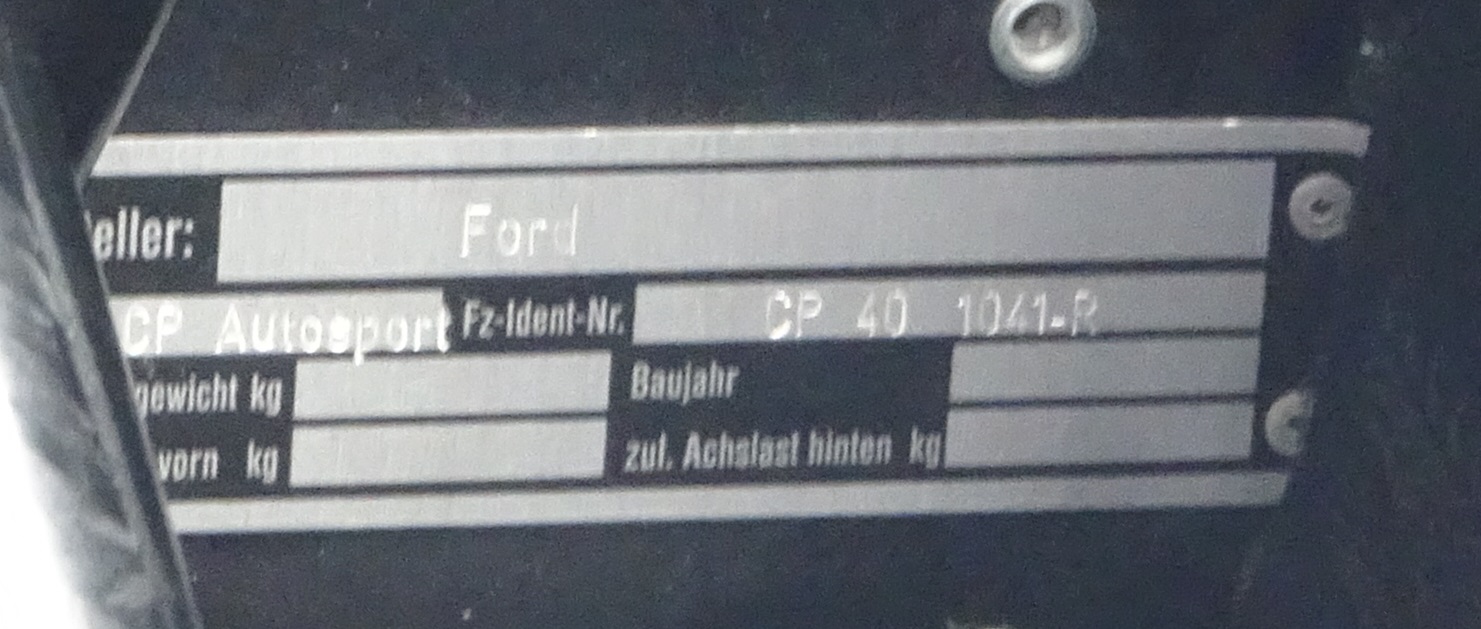 eller: Ford
CP Autosport Fz-Ident-Nr. CP 40 1041-R
gewicht kg Baujahr
vorn kg zul. Achslast hinten kg